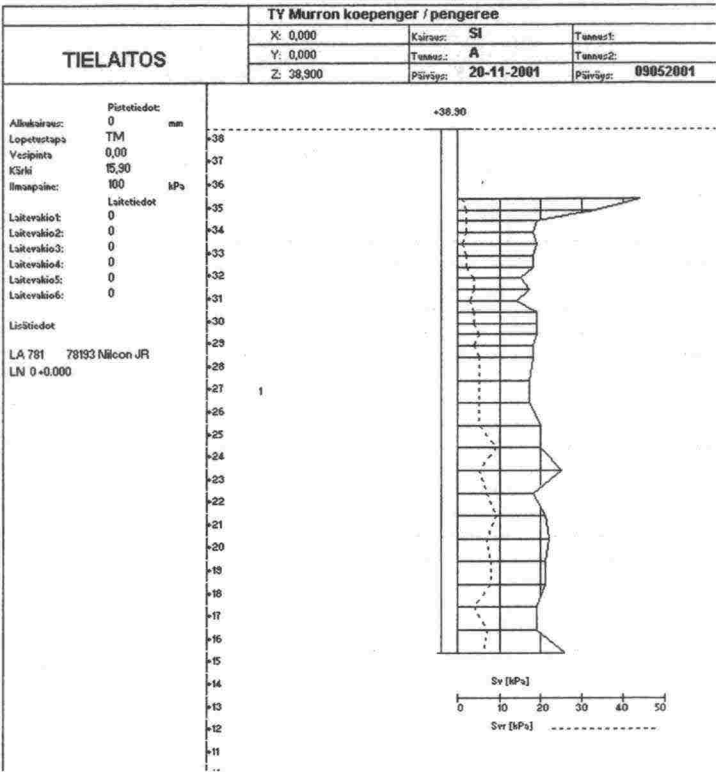 TY Murron koepenger / pengeree
TIELAITOS
X: 0,000 Kairaus: SI Tunnus1:
Y: 0,000 Tunnus.: A Tunnus2:
Z: 38,900 Päiväys: 20-11-2001 Päiväys: 09052001
Pistetiedot:
Alkukairaus: 0 mm
Lopetustapa TM
Vesipinta 0,00
Kärki 15,90
Ilmanpaine: 100 kPa
Laitetiedot
Laitevakio1: 0
Laitevakio2: 0
Laitevakio3: 0
Laitevakio4: 0
Laitevakio5: 0
Laitevakio6: 0
Lisätiedot
LA 781 78193 Nilcon JR
LN 0+0.000
+38.90
+38
+37
+36
+35
+34
+33
+32
+31
+30
+29
+28
+27
1
+26
+25
+24
+23
+22
+21
+20
+19
+18
+17
+16
+15
+14
+13
+12
+11
Sv [kPa]
0 10 20 30 40 50
Svr [kPa]